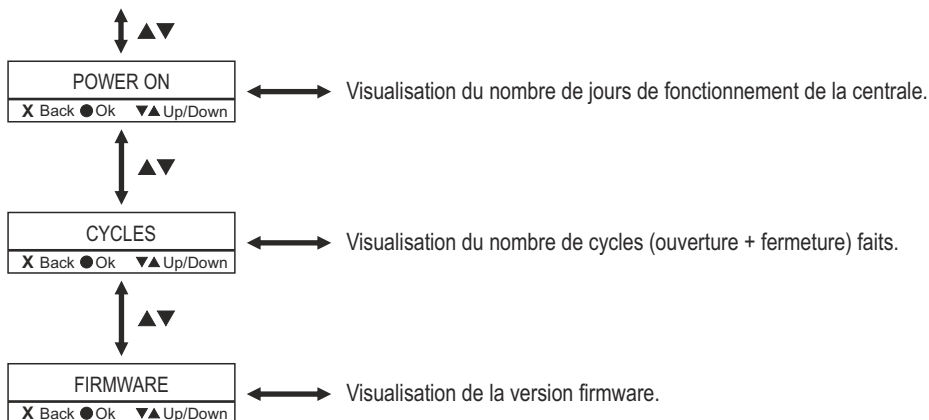 ▲▼
POWER ON
X Back ●Ok ▼▲Up/Down
Visualisation du nombre de jours de fonctionnement de la centrale.
▲▼
CYCLES
X Back ●Ok ▼▲Up/Down
Visualisation du nombre de cycles (ouverture + fermeture) faits.
▲▼
FIRMWARE
X Back ●Ok ▼▲Up/Down
Visualisation de la version firmware.